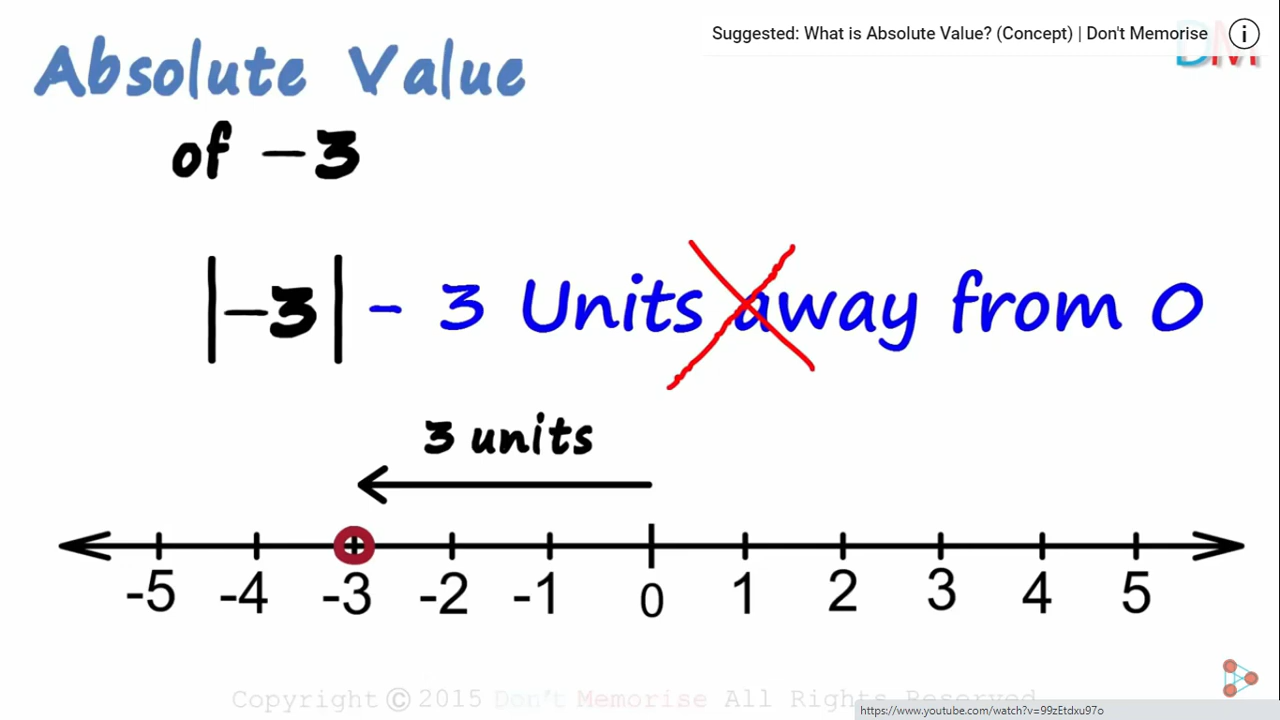 Suggested: What is Absolute Value? (Concept) | Don't Memorise
DM
Absolute Value
of -3
|-3| - 3 Units away from 0
3 units
-5 -4 -3 -2 -1 0 1 2 3 4 5
Copyright © 2015 Don't Memorise All Rights Reserved
https://www.youtube.com/watch?v=99zEtdxu97o